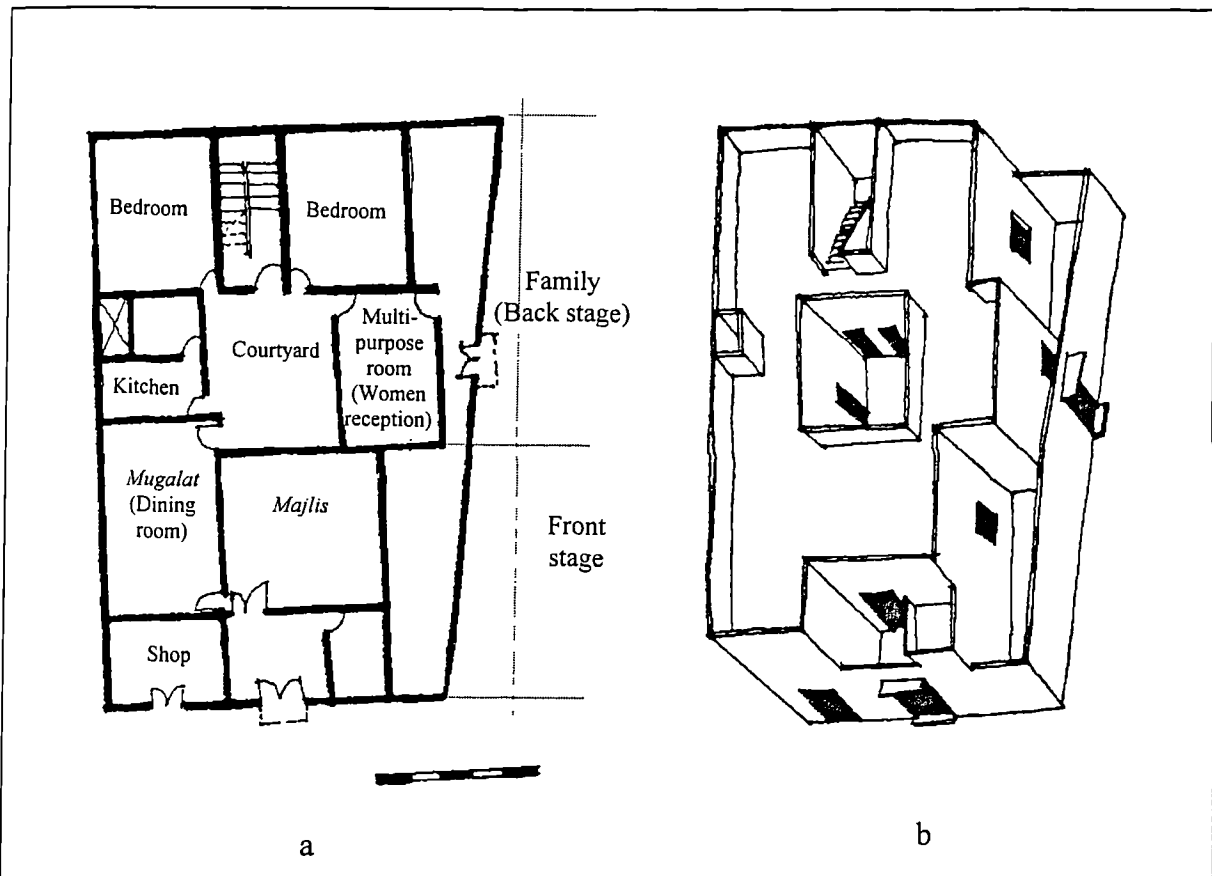 Bedroom
Bedroom
Family
(Back stage)
Multi-
purpose
room
(Women
reception)
Courtyard
Kitchen
Mugalat
(Dining
room)
Majlis
Front
stage
Shop
a
b